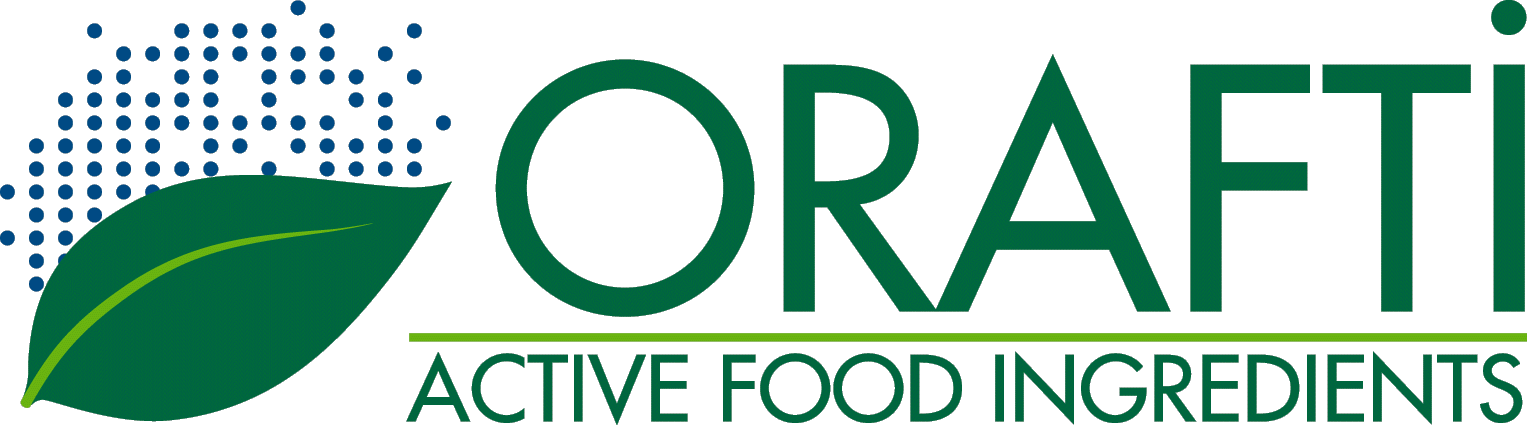 ORAFTi
ACTIVE FOOD INGREDIENTS